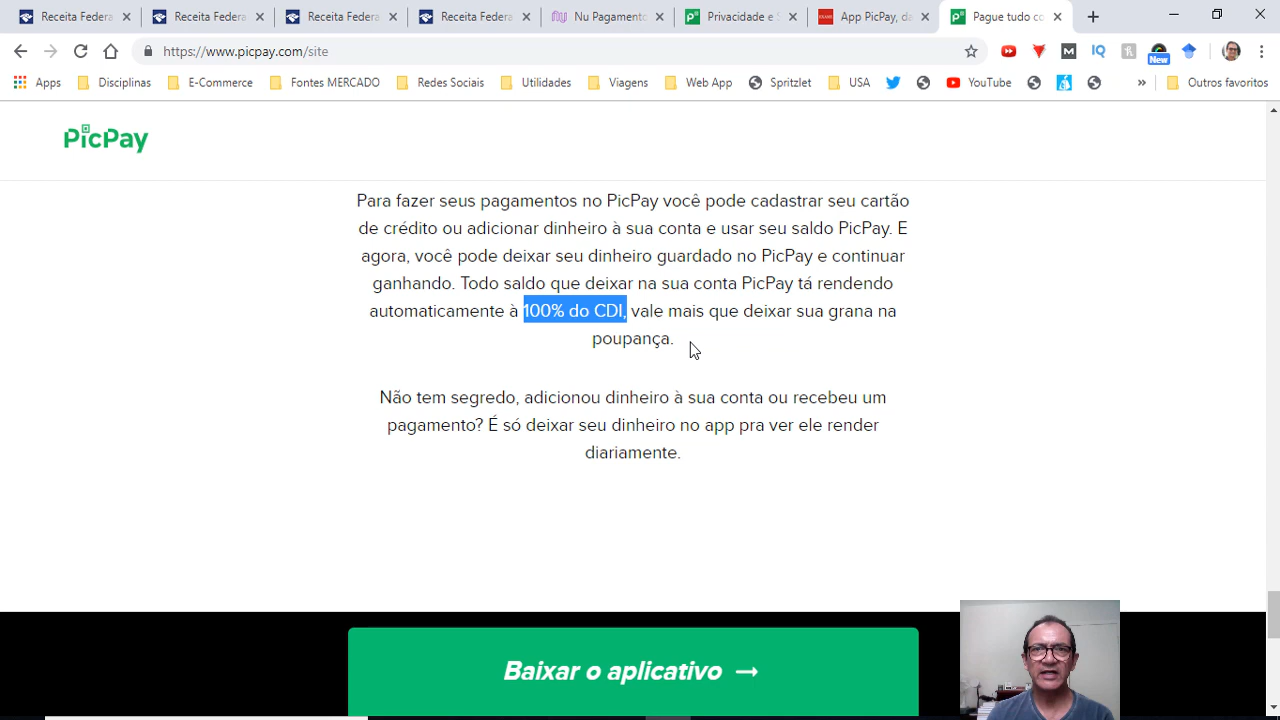 Receita Federa
Receita Federa
Receita Federa
Receita Federa
Nu Pagamento
Privacidade e S
App PicPay, da
Pague tudo co
https://www.picpay.com/site
M
IQ
New
Apps
Disciplinas
E-Commerce
Fontes MERCADO
Redes Sociais
Utilidades
Viagens
Web App
Spritzlet
USA
YouTube
»
Outros favoritos
PicPay
Para fazer seus pagamentos no PicPay você pode cadastrar seu cartão
de crédito ou adicionar dinheiro à sua conta e usar seu saldo PicPay. E
agora, você pode deixar seu dinheiro guardado no PicPay e continuar
ganhando. Todo saldo que deixar na sua conta PicPay tá rendendo
automaticamente à 100% do CDI, vale mais que deixar sua grana na
poupança.
Não tem segredo, adicionou dinheiro à sua conta ou recebeu um
pagamento? É só deixar seu dinheiro no app pra ver ele render
diariamente.
Baixar o aplicativo →